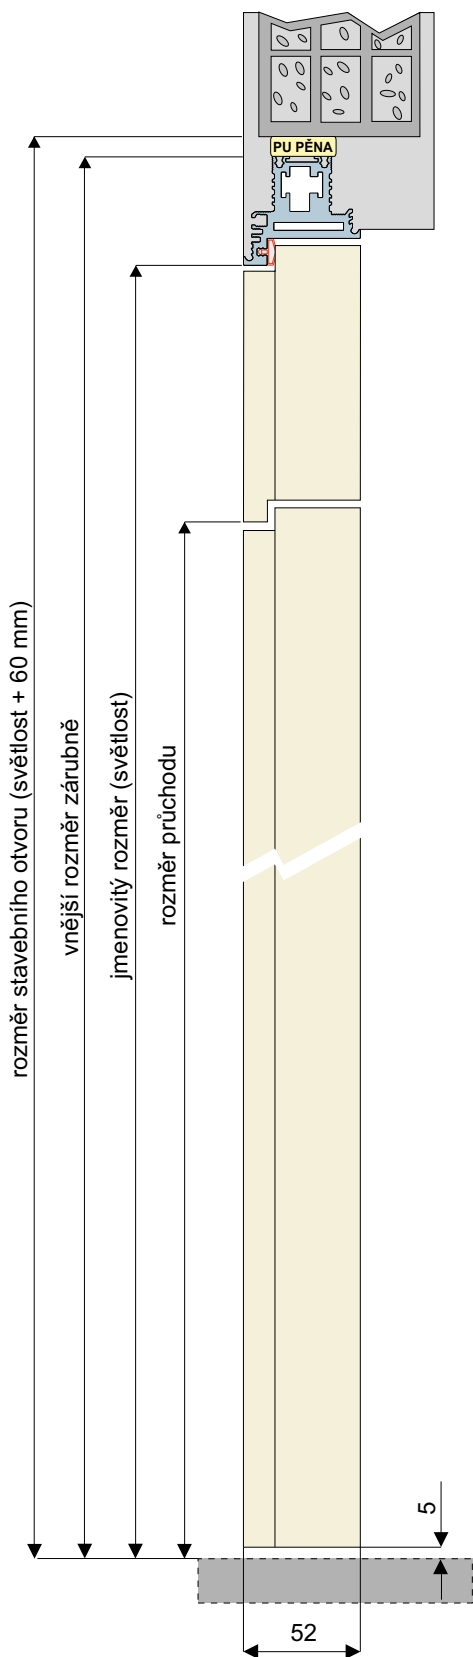 PU PĚNA
rozměr stavebního otvoru (světlost + 60 mm)
vnější rozměr zárubně
jmenovitý rozměr (světlost)
rozměr průchodu
5
52